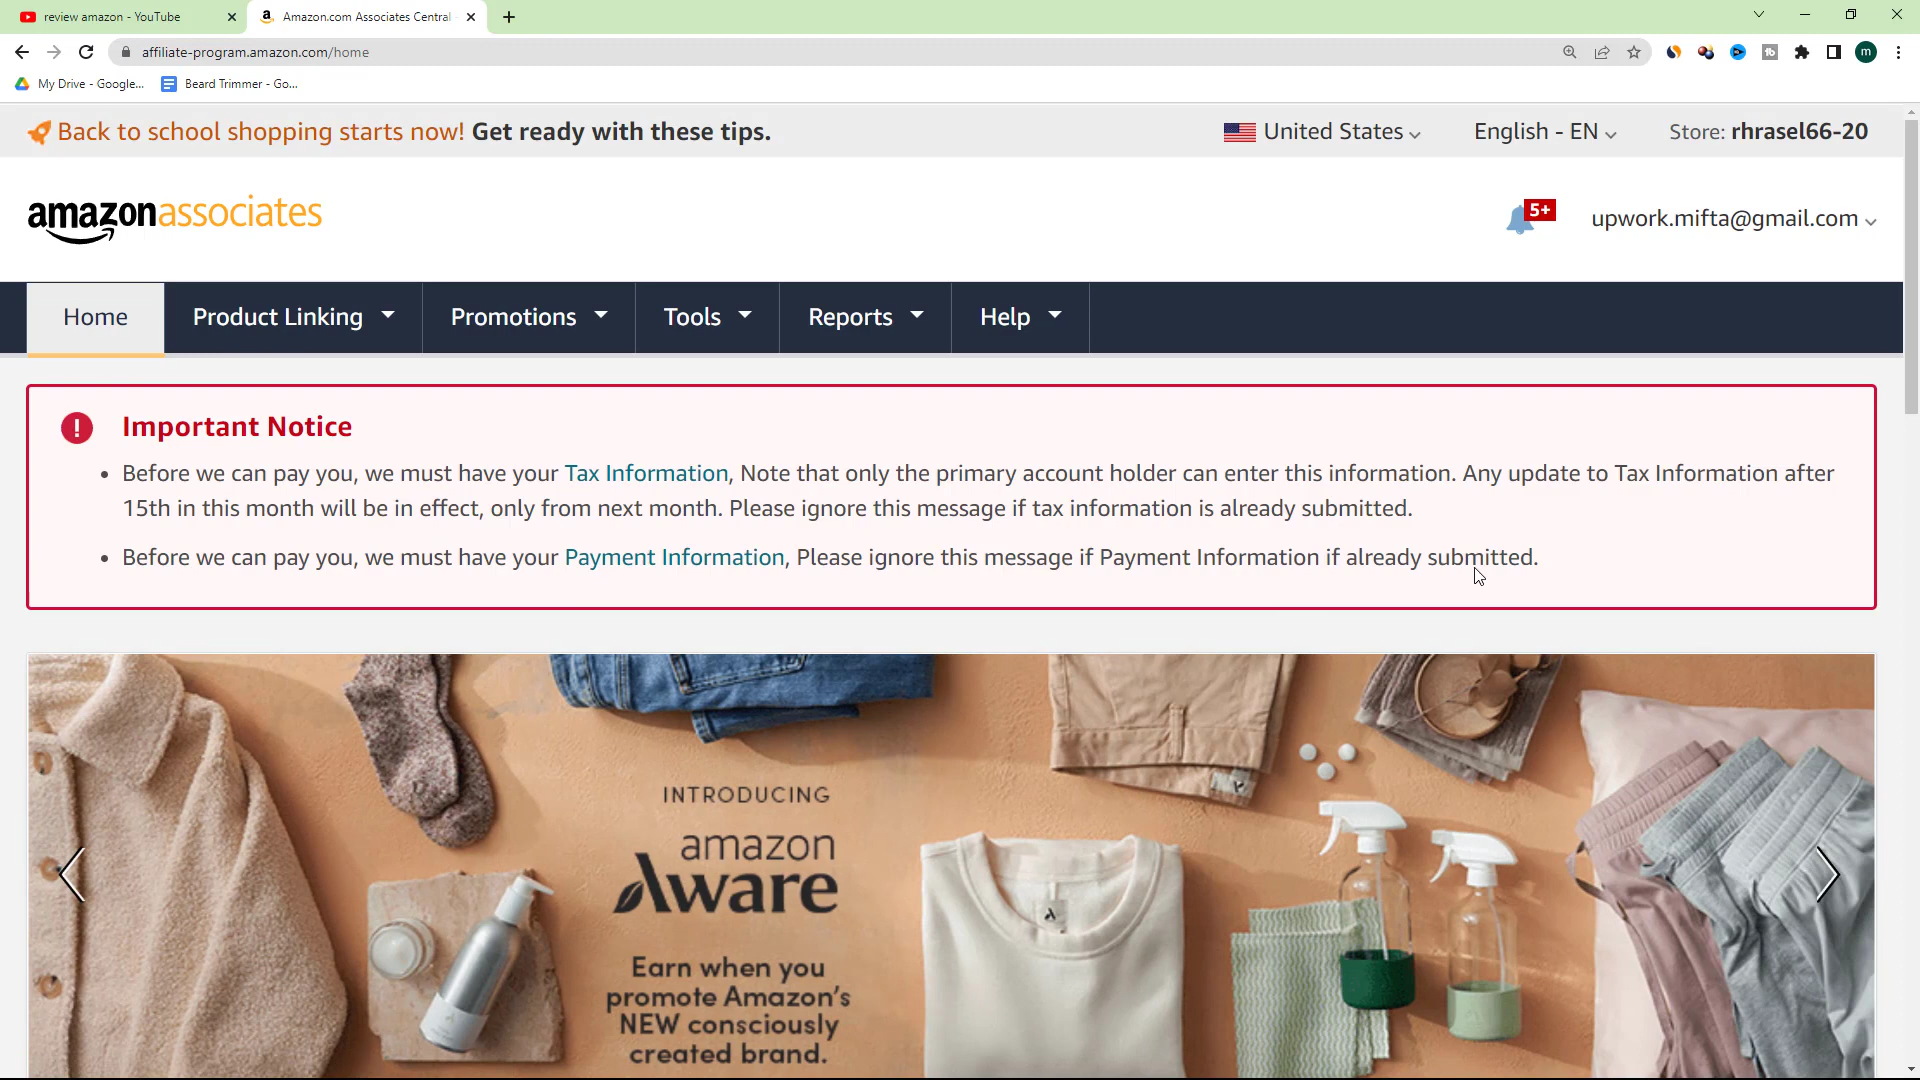 review amazon - YouTube
Amazon.com Associates Central
affiliate-program.amazon.com/home
m
My Drive - Google...
Beard Trimmer - Go...
Back to school shopping starts now! Get ready with these tips.
United States
English - EN
Store: rhrasel66-20
amazonassociates
5+
upwork.mifta@gmail.com
Home
Product Linking
Promotions
Tools
Reports
Help
Important Notice
• Before we can pay you, we must have your Tax Information, Note that only the primary account holder can enter this information. Any update to Tax Information after
15th in this month will be in effect, only from next month. Please ignore this message if tax information is already submitted.
• Before we can pay you, we must have your Payment Information, Please ignore this message if Payment Information if already submitted.
INTRODUCING
amazon
Aware
Earn when you
promote Amazon's
NEW consciously
created brand.